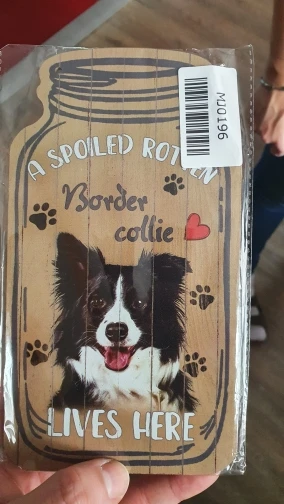 MJ0196
A SPOILED ROTTEN
Border
collie
LIVES HERE